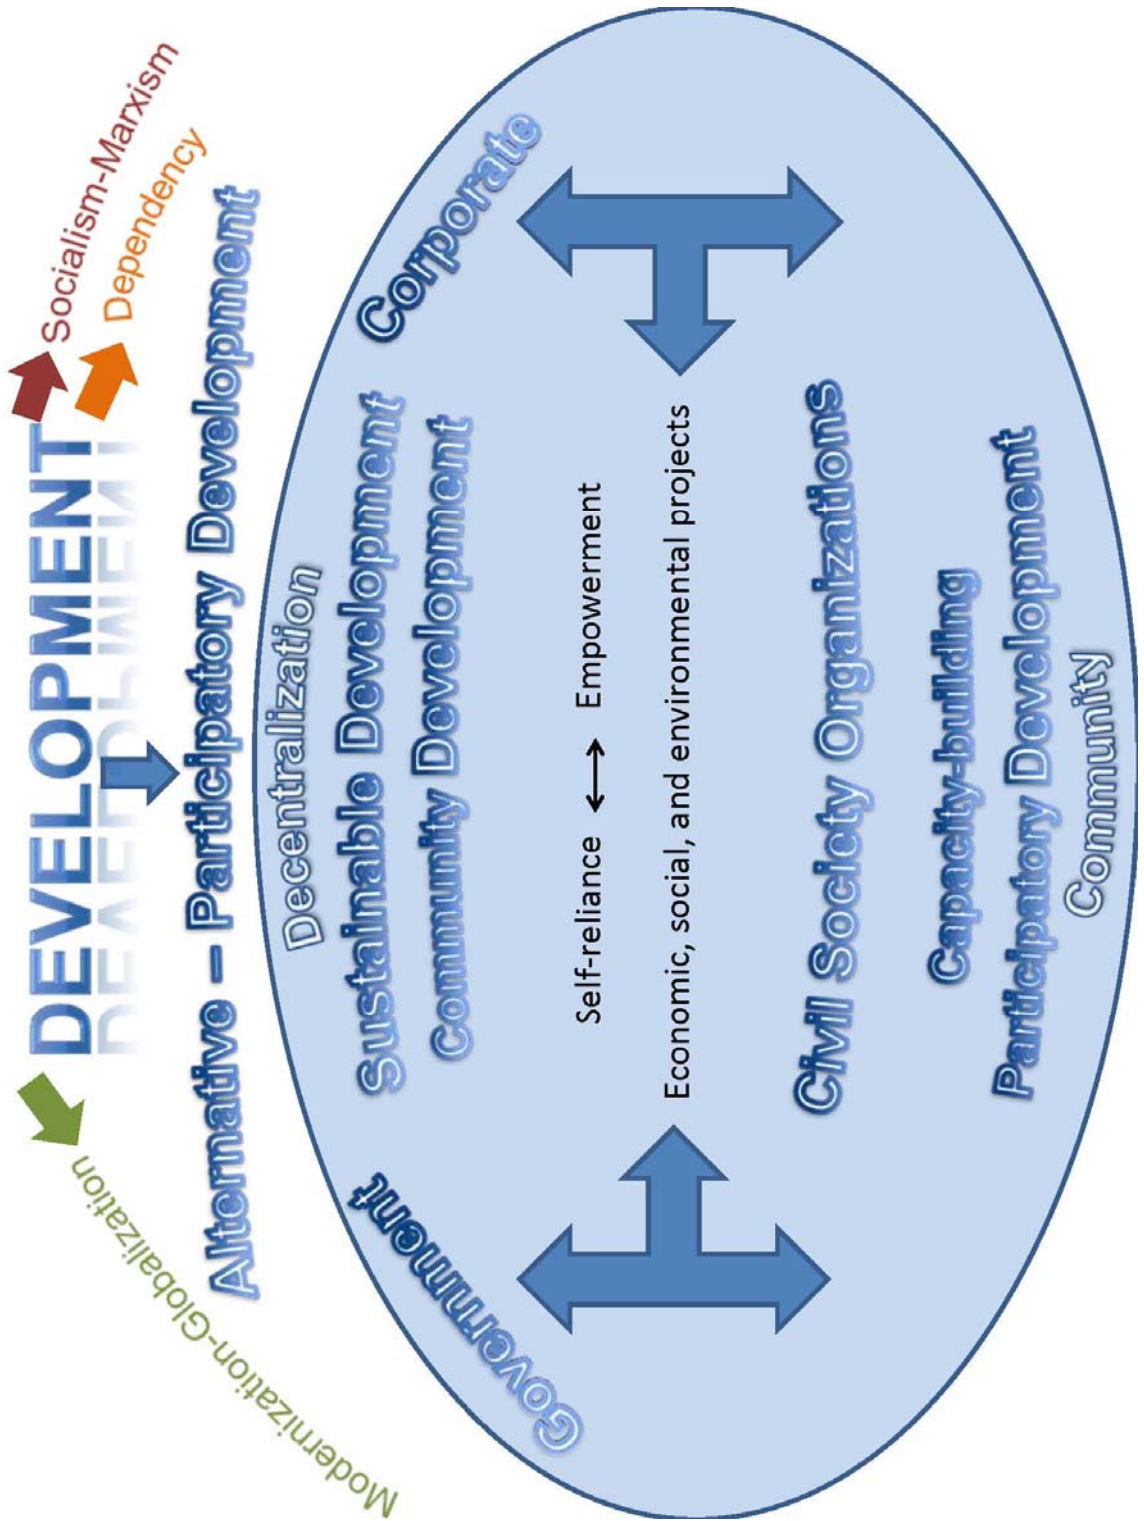 DEVELOPMENT
Socialism-Marxism
Dependency
Modernization-Globalization
Alternative – Participatory Development
Decentralization
Sustainable Development
Community Development
Government
Corporate
Self-reliance ↔ Empowerment
Economic, social, and environmental projects
Civil Society Organizations
Capacity-building
Participatory Development
Community